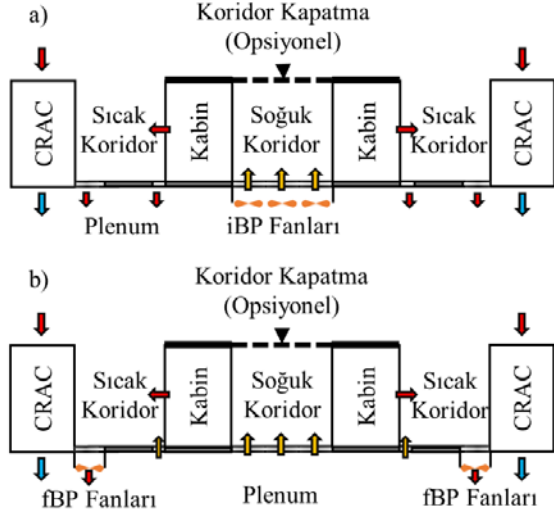 a)
Koridor Kapatma
(Opsiyonel)
CRAC
Sıcak
Koridor
Kabin
Soğuk
Koridor
Kabin
Sıcak
Koridor
CRAC
Plenum
iBP Fanları
b)
Koridor Kapatma
(Opsiyonel)
CRAC
Sıcak
Koridor
Kabin
Soğuk
Koridor
Kabin
Sıcak
Koridor
CRAC
fBP Fanları
Plenum
fBP Fanları